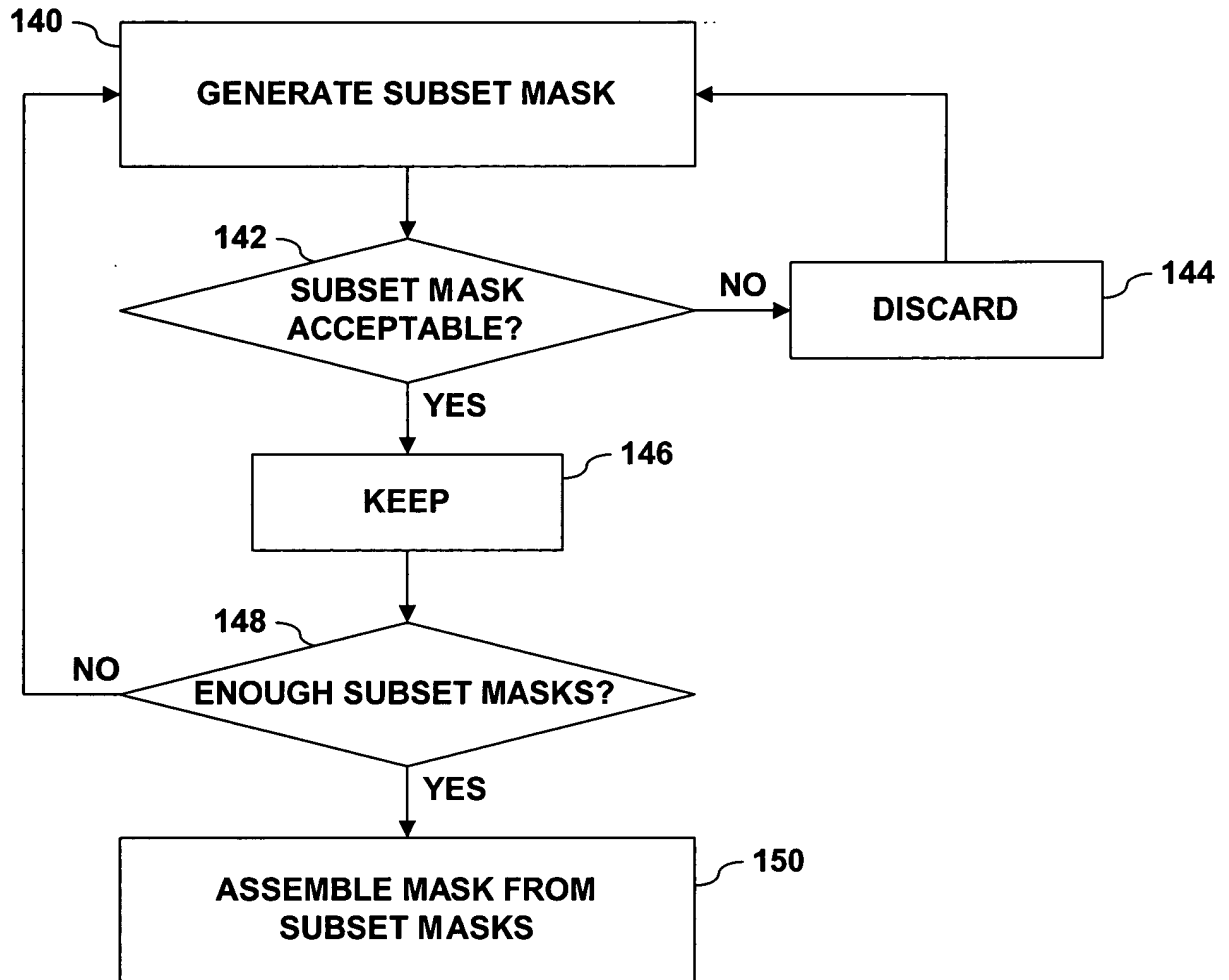 140
GENERATE SUBSET MASK
142
SUBSET MASK
ACCEPTABLE?
NO
DISCARD
144
YES
146
KEEP
148
NO
ENOUGH SUBSET MASKS?
YES
150
ASSEMBLE MASK FROM
SUBSET MASKS